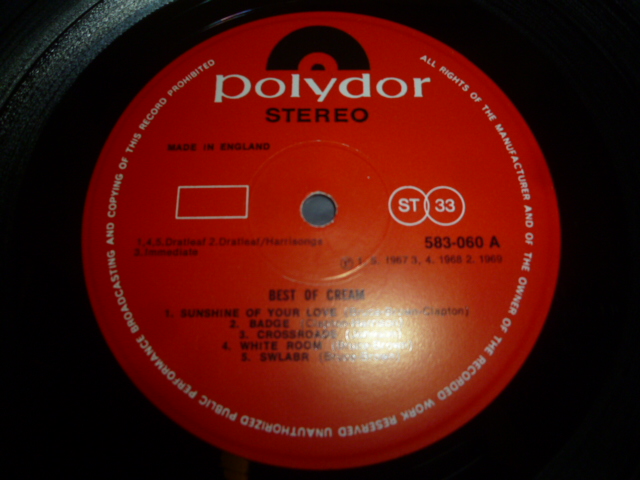 polydor
STEREO
MADE IN ENGLAND
ST 33
583-060 A
1.4.5. Dratleaf 2. Dratleaf/Harrisongs
3. Immediate
Ⓟ 1. 5. 1967 3, 4. 1968 2. 1969
BEST OF CREAM
1. SUNSHINE OF YOUR LOVE Clapton)
2. BADGE
3. CROSSROADS
4. WHITE ROOM
5. SWLABR
ALL RIGHTS OF THE MANUFACTURER AND OF THE OWNER OF THE RECORDED WORK RESERVED UNAUTHORIZED PUBLIC PERFORMANCE BROADCASTING AND COPYING OF THIS RECORD PROHIBITED